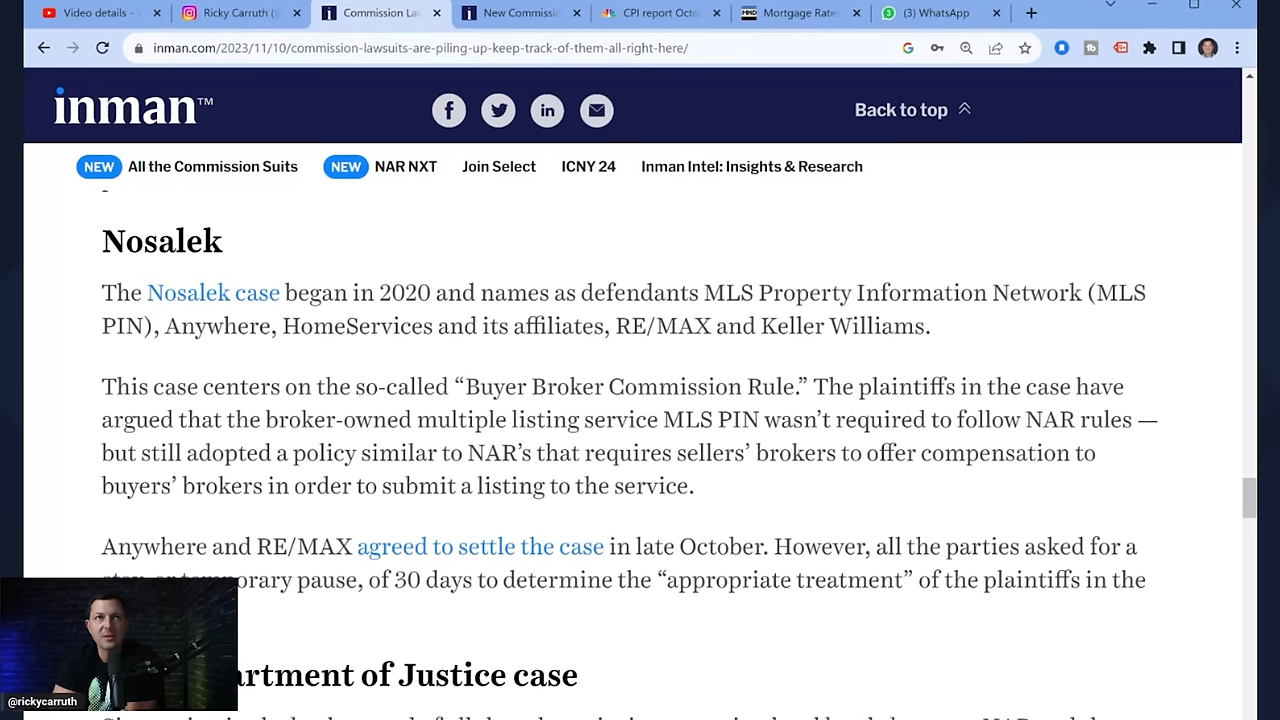 Video details -
Ricky Carruth (
Commission La
New Commissi
CPI report Octo
MND
Mortgage Rate
(3) WhatsApp
inman.com/2023/11/10/commission-lawsuits-are-piling-up-keep-track-of-them-all-right-here/
inman™
Back to top
NEW All the Commission Suits NEW NAR NXT Join Select ICNY 24 Inman Intel: Insights & Research
Nosalek
The Nosalek case began in 2020 and names as defendants MLS Property Information Network (MLS
PIN), Anywhere, HomeServices and its affiliates, RE/MAX and Keller Williams.
This case centers on the so-called “Buyer Broker Commission Rule.” The plaintiffs in the case have
argued that the broker-owned multiple listing service MLS PIN wasn’t required to follow NAR rules —
but still adopted a policy similar to NAR’s that requires sellers’ brokers to offer compensation to
buyers’ brokers in order to submit a listing to the service.
Anywhere and RE/MAX agreed to settle the case in late October. However, all the parties asked for a
stay, or temporary pause, of 30 days to determine the “appropriate treatment” of the plaintiffs in the
artment of Justice case
@rickycarruth